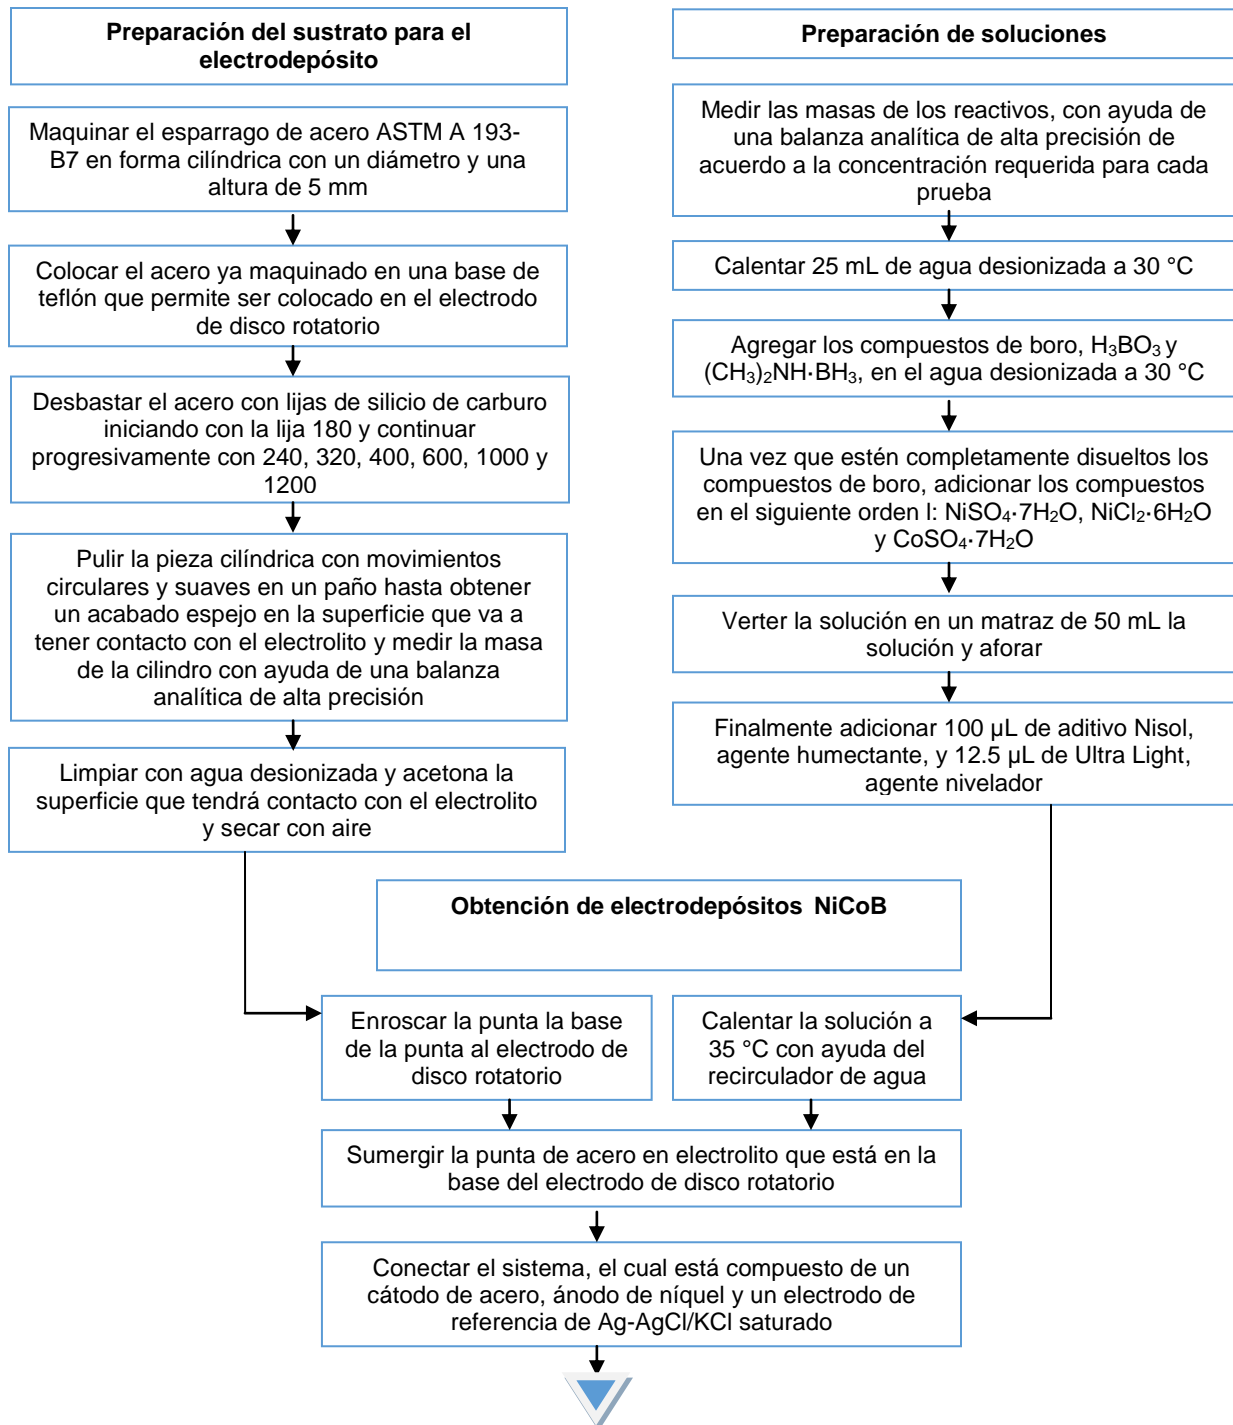 Preparación del sustrato para el
electrodepósito
Maquinar el esparrago de acero ASTM A 193-
B7 en forma cilíndrica con un diámetro y una
altura de 5 mm
Colocar el acero ya maquinado en una base de
teflón que permite ser colocado en el electrodo
de disco rotatorio
Desbastar el acero con lijas de silicio de carburo
iniciando con la lija 180 y continuar
progresivamente con 240, 320, 400, 600, 1000 y
1200
Pulir la pieza cilíndrica con movimientos
circulares y suaves en un paño hasta obtener
un acabado espejo en la superficie que va a
tener contacto con el electrolito y medir la masa
de la cilindro con ayuda de una balanza
analítica de alta precisión
Limpiar con agua desionizada y acetona la
superficie que tendrá contacto con el electrolito
y secar con aire
Preparación de soluciones
Medir las masas de los reactivos, con ayuda de
una balanza analítica de alta precisión de
acuerdo a la concentración requerida para cada
prueba
Calentar 25 mL de agua desionizada a 30 °C
Agregar los compuestos de boro, H₃BO₃ y
(CH₃)₂NH·BH₃, en el agua desionizada a 30 °C
Una vez que estén completamente disueltos los
compuestos de boro, adicionar los compuestos
en el siguiente orden l: NiSO₄·7H₂O, NiCl₂·6H₂O
y CoSO₄·7H₂O
Verter la solución en un matraz de 50 mL la
solución y aforar
Finalmente adicionar 100 µL de aditivo Nisol,
agente humectante, y 12.5 µL de Ultra Light,
agente nivelador
Obtención de electrodepósitos NiCoB
Enroscar la punta la base
de la punta al electrodo de
disco rotatorio
Calentar la solución a
35 °C con ayuda del
recirculador de agua
Sumergir la punta de acero en electrolito que está en la
base del electrodo de disco rotatorio
Conectar el sistema, el cual está compuesto de un
cátodo de acero, ánodo de níquel y un electrodo de
referencia de Ag-AgCl/KCl saturado